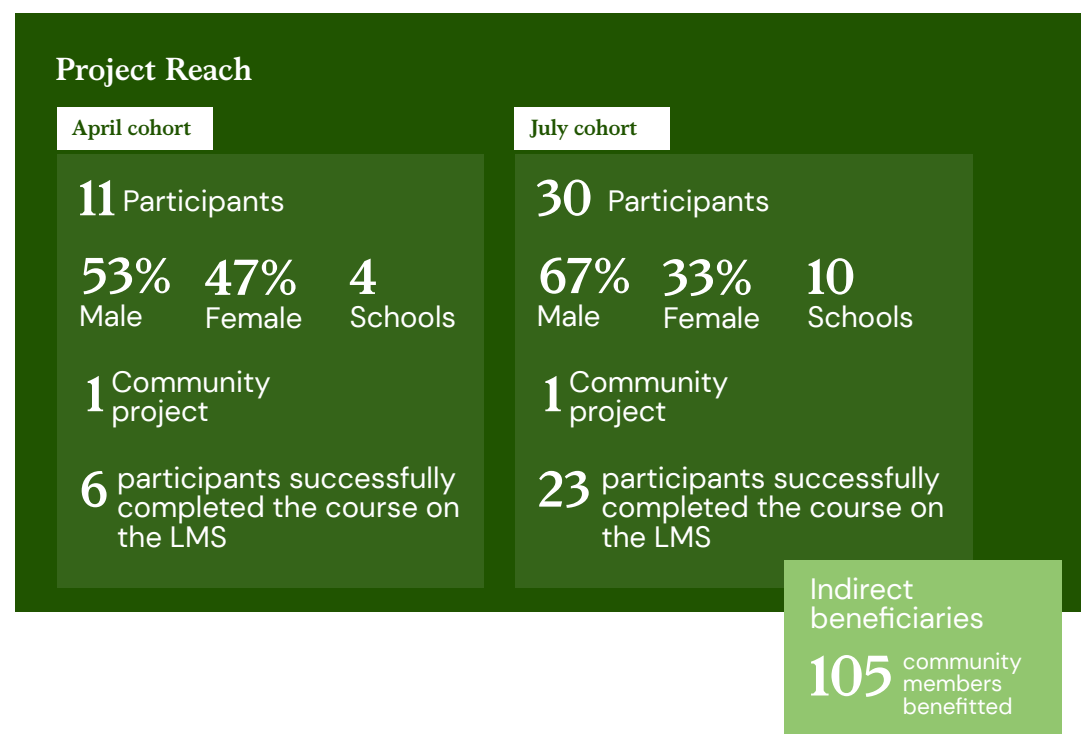 Project Reach
April cohort
11 Participants
53% 47% 4
Male Female Schools
1 Community
project
6 participants successfully
completed the course on
the LMS
July cohort
30 Participants
67% 33% 10
Male Female Schools
1 Community
project
23 participants successfully
completed the course on
the LMS
Indirect
beneficiaries
105 community
members
benefitted